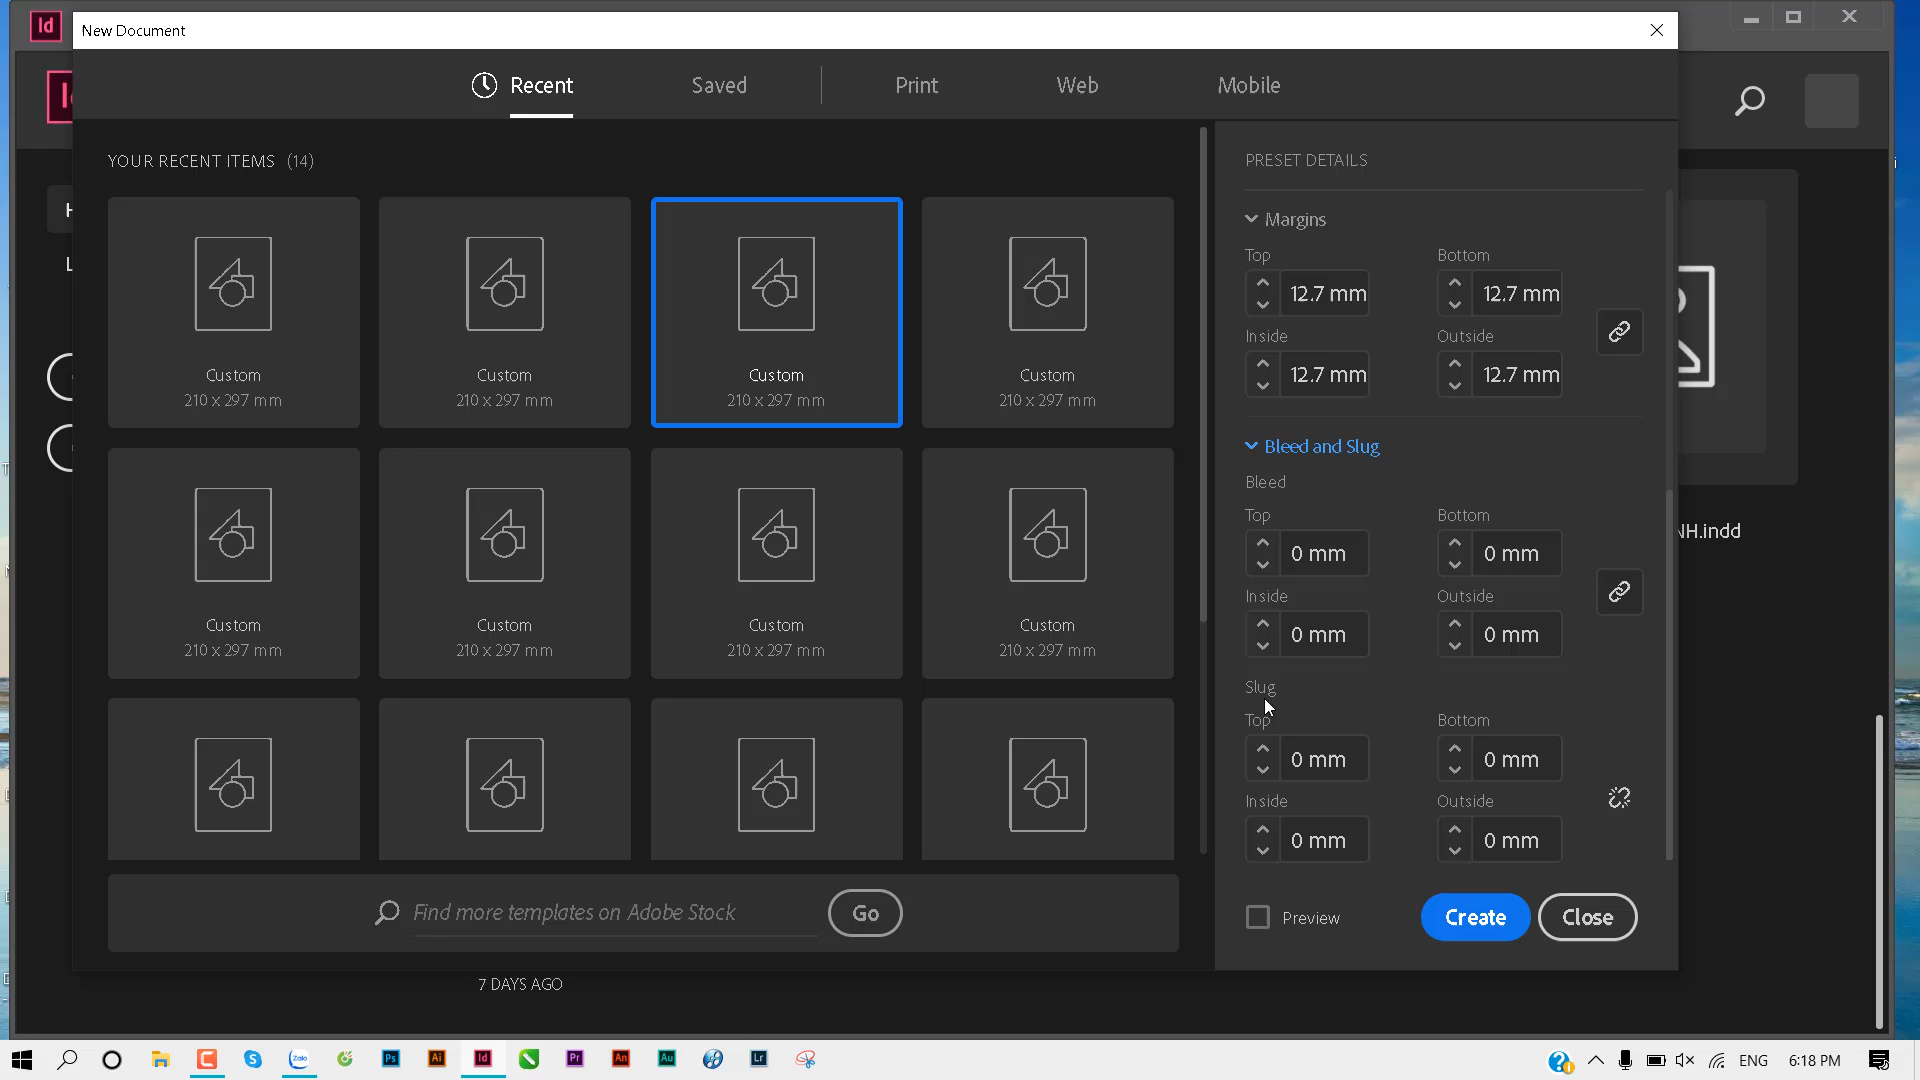 Id
New Document
Recent
Saved
Print
Web
Mobile
YOUR RECENT ITEMS (14)
Custom
210 x 297 mm
Custom
210 x 297 mm
Custom
210 x 297 mm
Custom
210 x 297 mm
Custom
210 x 297 mm
Custom
210 x 297 mm
Custom
210 x 297 mm
Custom
210 x 297 mm
Find more templates on Adobe Stock
Go
PRESET DETAILS
Margins
Top
Bottom
12.7 mm
12.7 mm
Inside
Outside
12.7 mm
12.7 mm
Bleed and Slug
Bleed
Top
Bottom
0 mm
0 mm
Inside
Outside
0 mm
0 mm
Slug
Top
Bottom
0 mm
0 mm
Inside
Outside
0 mm
0 mm
Preview
Create
Close
NH.indd
7 DAYS AGO
Zalo
Ps
Ai
Id
Pr
An
Au
Lr
ENG
6:18 PM